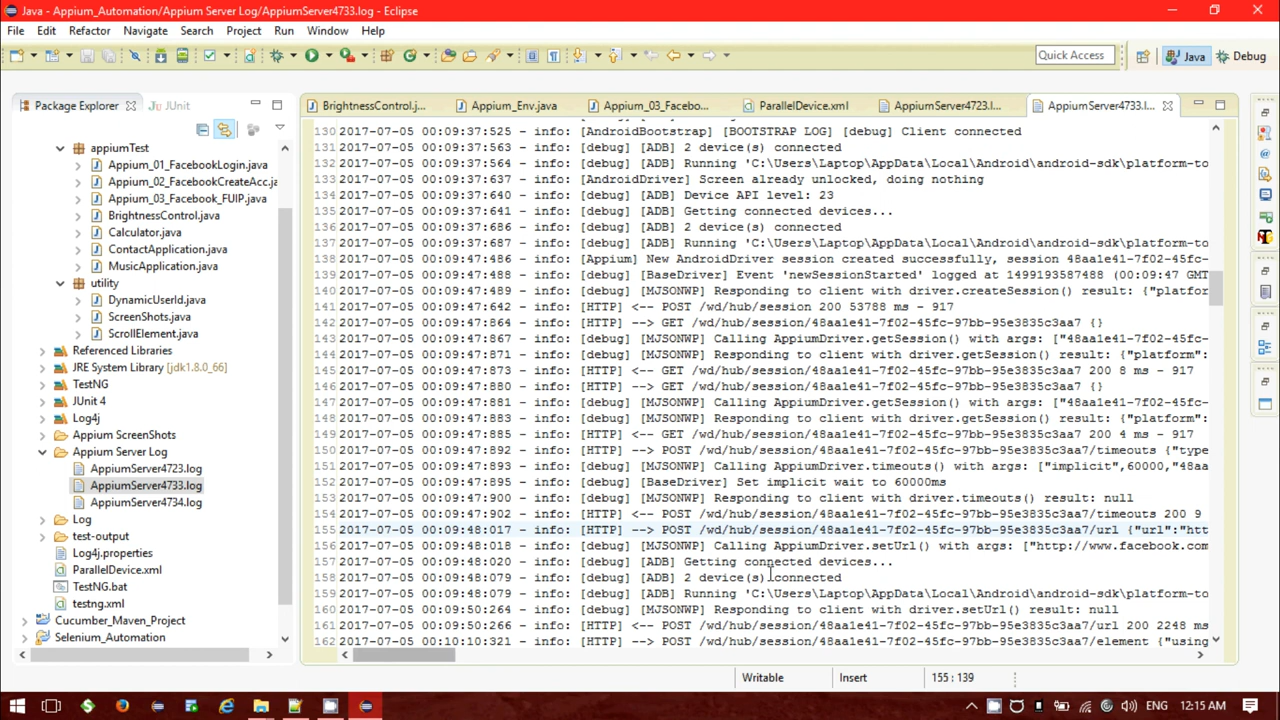 Java - Appium_Automation/Appium Server Log/AppiumServer4733.log - Eclipse
File Edit Refactor Navigate Search Project Run Window Help
Quick Access Java Debug
Package Explorer JUnit
BrightnessControl.j... Appium_Env.java Appium_03_Facebo... ParallelDevice.xml AppiumServer4723.l... AppiumServer4733.l...
appiumTest
Appium_01_FacebookLogin.java
Appium_02_FacebookCreateAcc.ja
Appium_03_Facebook_FUIP.java
BrightnessControl.java
Calculator.java
ContactApplication.java
MusicApplication.java
utility
DynamicUserId.java
ScreenShots.java
ScrollElement.java
Referenced Libraries
JRE System Library [jdk1.8.0_66]
TestNG
JUnit 4
Log4j
Appium ScreenShots
Appium Server Log
AppiumServer4723.log
AppiumServer4733.log
AppiumServer4734.log
Log
test-output
Log4j.properties
ParallelDevice.xml
TestNG.bat
testng.xml
Cucumber_Maven_Project
Selenium_Automation
130 2017-07-05 00:09:37:525 - info: [AndroidBootstrap] [BOOTSTRAP LOG] [debug] Client connected
131 2017-07-05 00:09:37:563 - info: [debug] [ADB] 2 device(s) connected
132 2017-07-05 00:09:37:564 - info: [debug] [ADB] Running 'C:\Users\Laptop\AppData\Local\Android\android-sdk\platform-to
133 2017-07-05 00:09:37:637 - info: [AndroidDriver] Screen already unlocked, doing nothing
134 2017-07-05 00:09:37:640 - info: [debug] [ADB] Device API level: 23
135 2017-07-05 00:09:37:641 - info: [debug] [ADB] Getting connected devices...
136 2017-07-05 00:09:37:686 - info: [debug] [ADB] 2 device(s) connected
137 2017-07-05 00:09:37:687 - info: [debug] [ADB] Running 'C:\Users\Laptop\AppData\Local\Android\android-sdk\platform-to
138 2017-07-05 00:09:47:486 - info: [Appium] New AndroidDriver session created successfully, session 48aa1e41-7f02-45fc-
139 2017-07-05 00:09:47:488 - info: [debug] [BaseDriver] Event 'newSessionStarted' logged at 1499193587488 (00:09:47 GMT
140 2017-07-05 00:09:47:489 - info: [debug] [MJSONWP] Responding to client with driver.createSession() result: {"platfor
141 2017-07-05 00:09:47:642 - info: [HTTP] <-- POST /wd/hub/session 200 53788 ms - 917
142 2017-07-05 00:09:47:864 - info: [HTTP] --> GET /wd/hub/session/48aa1e41-7f02-45fc-97bb-95e3835c3aa7 {}
143 2017-07-05 00:09:47:867 - info: [debug] [MJSONWP] Calling AppiumDriver.getSession() with args: ["48aa1e41-7f02-45fc-
144 2017-07-05 00:09:47:871 - info: [debug] [MJSONWP] Responding to client with driver.getSession() result: {"platform":
145 2017-07-05 00:09:47:873 - info: [HTTP] <-- GET /wd/hub/session/48aa1e41-7f02-45fc-97bb-95e3835c3aa7 200 8 ms - 917
146 2017-07-05 00:09:47:880 - info: [HTTP] --> GET /wd/hub/session/48aa1e41-7f02-45fc-97bb-95e3835c3aa7 {}
147 2017-07-05 00:09:47:881 - info: [debug] [MJSONWP] Calling AppiumDriver.getSession() with args: ["48aa1e41-7f02-45fc-
148 2017-07-05 00:09:47:883 - info: [debug] [MJSONWP] Responding to client with driver.getSession() result: {"platform":
149 2017-07-05 00:09:47:885 - info: [HTTP] <-- GET /wd/hub/session/48aa1e41-7f02-45fc-97bb-95e3835c3aa7 200 4 ms - 917
150 2017-07-05 00:09:47:892 - info: [HTTP] --> POST /wd/hub/session/48aa1e41-7f02-45fc-97bb-95e3835c3aa7/timeouts {"type
151 2017-07-05 00:09:47:893 - info: [debug] [MJSONWP] Calling AppiumDriver.timeouts() with args: ["implicit",60000,"48aa
152 2017-07-05 00:09:47:895 - info: [debug] [BaseDriver] Set implicit wait to 60000ms
153 2017-07-05 00:09:47:900 - info: [debug] [MJSONWP] Responding to client with driver.timeouts() result: null
154 2017-07-05 00:09:47:902 - info: [HTTP] <-- POST /wd/hub/session/48aa1e41-7f02-45fc-97bb-95e3835c3aa7/timeouts 200 9
155 2017-07-05 00:09:48:017 - info: [HTTP] --> POST /wd/hub/session/48aa1e41-7f02-45fc-97bb-95e3835c3aa7/url {"url":"htt
156 2017-07-05 00:09:48:018 - info: [debug] [MJSONWP] Calling AppiumDriver.setUrl() with args: ["http://www.facebook.com
157 2017-07-05 00:09:48:020 - info: [debug] [ADB] Getting connected devices...
158 2017-07-05 00:09:48:079 - info: [debug] [ADB] 2 device(s) connected
159 2017-07-05 00:09:48:079 - info: [debug] [ADB] Running 'C:\Users\Laptop\AppData\Local\Android\android-sdk\platform-to
160 2017-07-05 00:09:50:264 - info: [debug] [MJSONWP] Responding to client with driver.setUrl() result: null
161 2017-07-05 00:09:50:266 - info: [HTTP] <-- POST /wd/hub/session/48aa1e41-7f02-45fc-97bb-95e3835c3aa7/url 200 2248 ms
162 2017-07-05 00:10:10:321 - info: [HTTP] --> POST /wd/hub/session/48aa1e41-7f02-45fc-97bb-95e3835c3aa7/element {"using
Writable Insert 155 : 139
ENG 12:15 AM